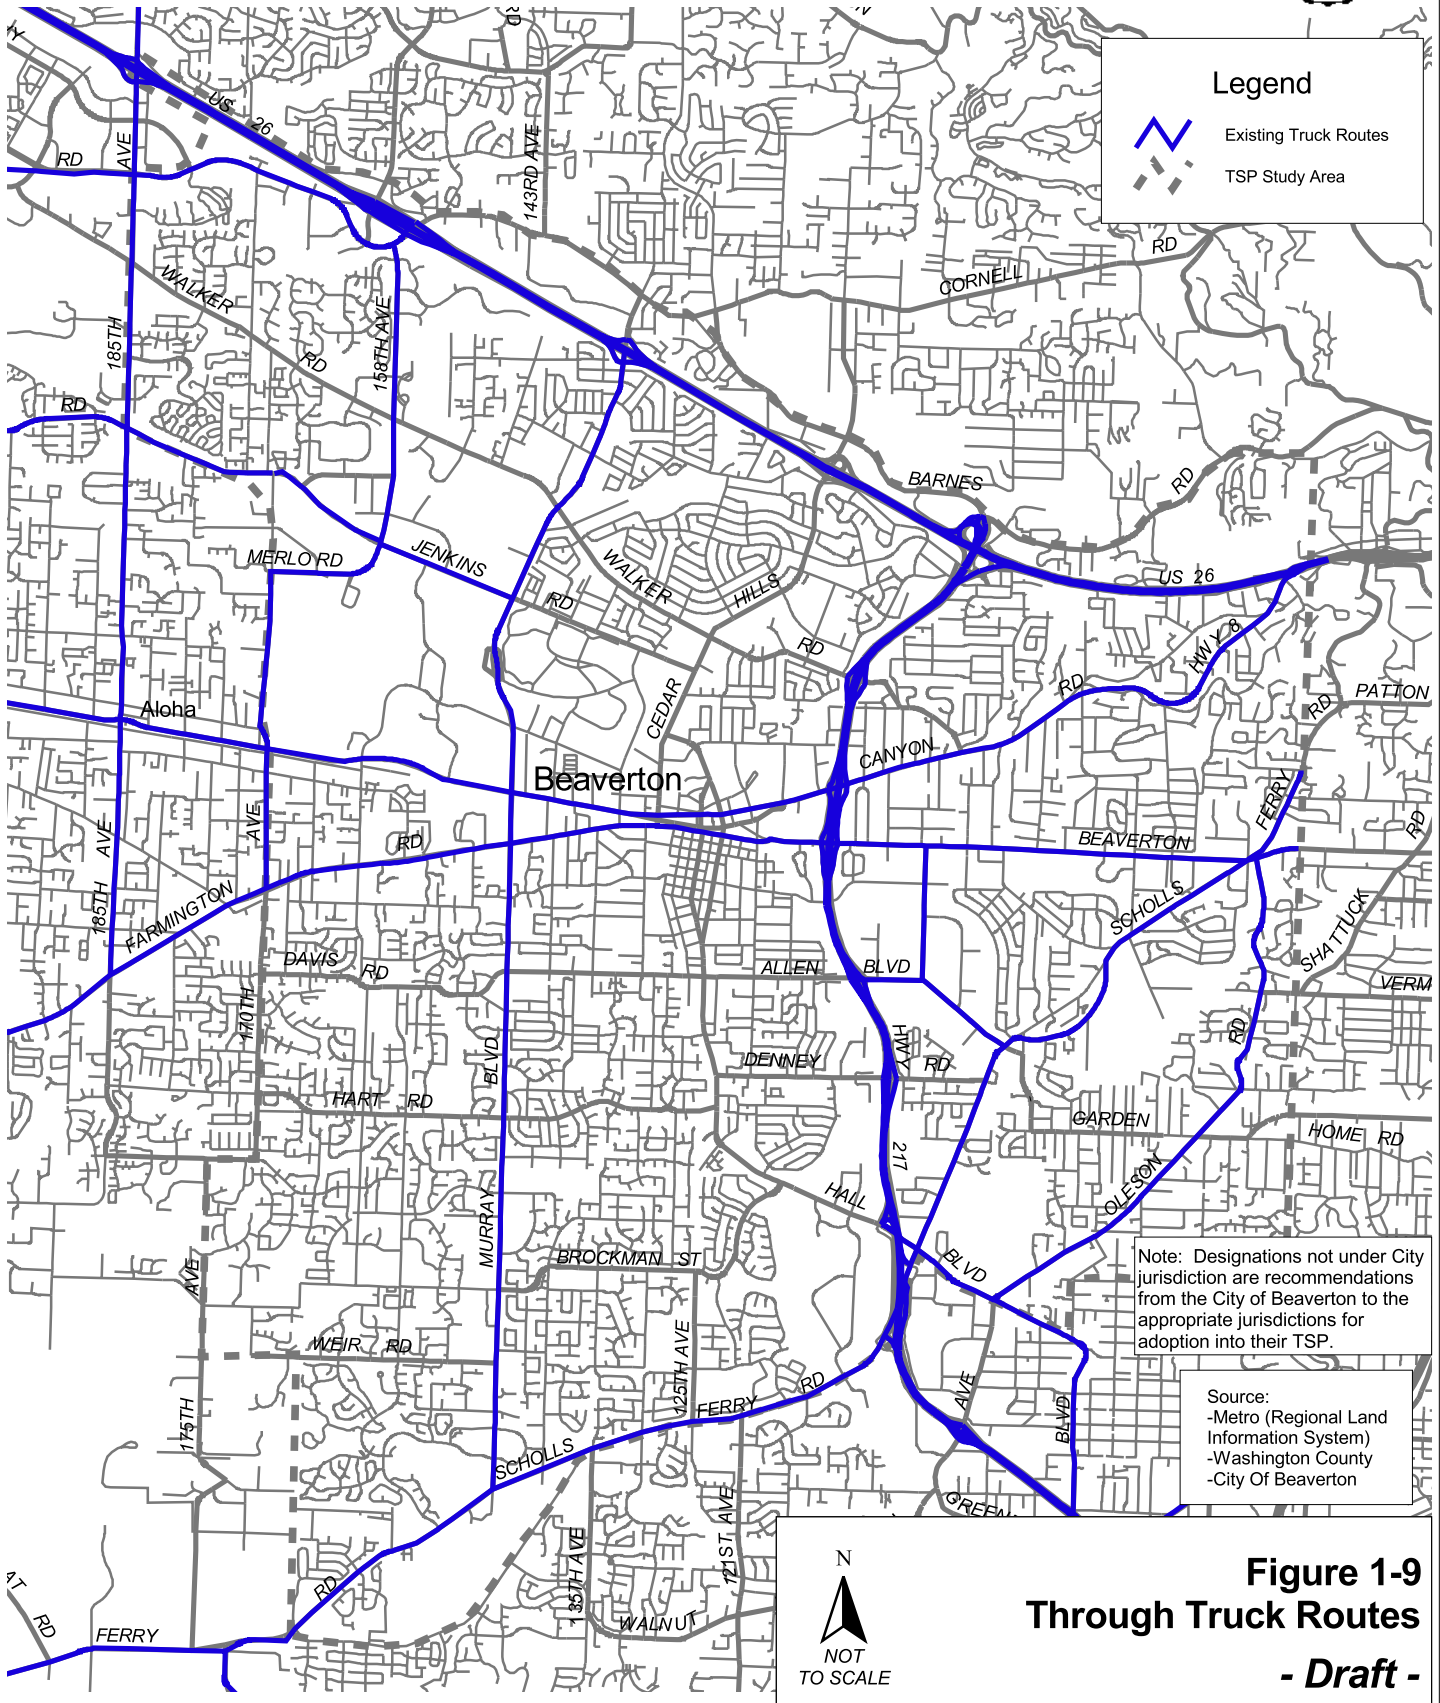 Legend
Existing Truck Routes
TSP Study Area
RD
AVE
US 26
143RD AVE
RD
CORNELL
WALKER
RD
185TH
158TH AVE
RD
BARNES
RD
MERLO RD
JENKINS
RD
WALKER
HILLS
RD
US 26
HWY 8
RD
RD
PATTON
Aloha
CEDAR
CANYON
Beaverton
FERRY
AVE
AVE
RD
BEAVERTON
RD
185TH
FARMINGTON
SCHOLLS
SHATTUCK
DAVIS
RD
ALLEN
BLVD
VERM
170TH
BLVD
HWY
RD
DENNEY
RD
HART
RD
GARDEN
HOME RD
217
OLESON
HALL
MURRAY
BROCKMAN ST
BLVD
AVE
Note: Designations not under City
jurisdiction are recommendations
from the City of Beaverton to the
appropriate jurisdictions for
adoption into their TSP.
WEIR
RD
125TH AVE
RD
FERRY
AVE
BLVD
175TH
SCHOLLS
Source:
-Metro (Regional Land
Information System)
-Washington County
-City Of Beaverton
121ST AVE
135TH AVE
RD
RD
FERRY
WALNUT
N
NOT
TO SCALE
Figure 1-9
Through Truck Routes
- Draft -